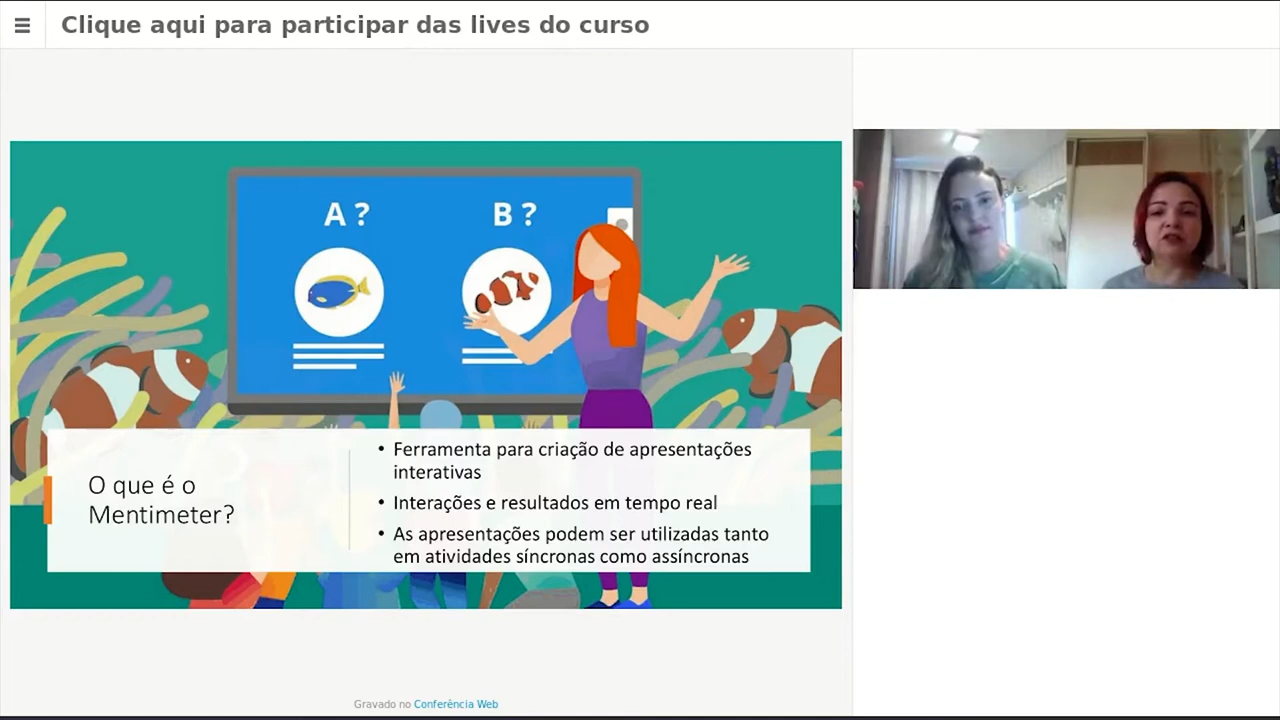 Clique aqui para participar das lives do curso
A ?
B ?
O que é o
Mentimeter?
• Ferramenta para criação de apresentações
interativas
• Interações e resultados em tempo real
• As apresentações podem ser utilizadas tanto
em atividades síncronas como assíncronas
Gravado no Conferência Web